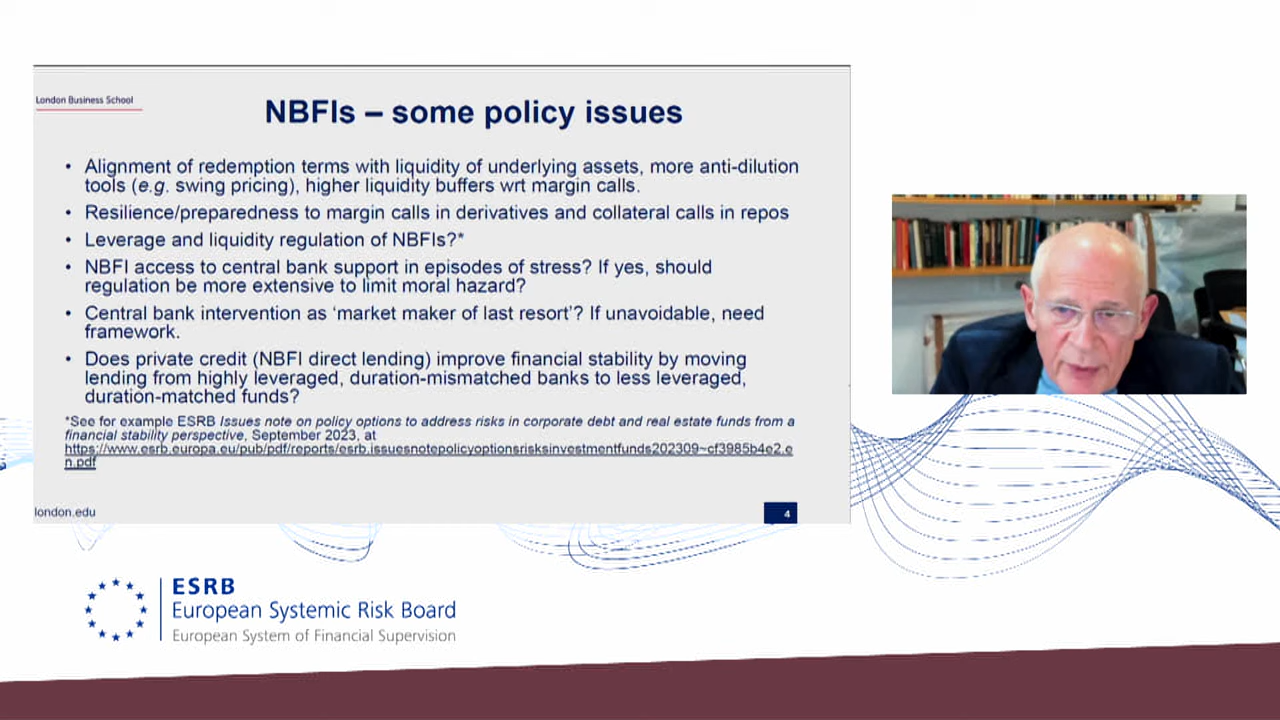 London Business School
NBFIs – some policy issues
• Alignment of redemption terms with liquidity of underlying assets, more anti-dilution
tools (e.g. swing pricing), higher liquidity buffers wrt margin calls.
• Resilience/preparedness to margin calls in derivatives and collateral calls in repos
• Leverage and liquidity regulation of NBFIs?*
• NBFI access to central bank support in episodes of stress? If yes, should
regulation be more extensive to limit moral hazard?
• Central bank intervention as ‘market maker of last resort’? If unavoidable, need
framework.
• Does private credit (NBFI direct lending) improve financial stability by moving
lending from highly leveraged, duration-mismatched banks to less leveraged,
duration-matched funds?
*See for example ESRB Issues note on policy options to address risks in corporate debt and real estate funds from a
financial stability perspective, September 2023, at
https://www.esrb.europa.eu/pub/pdf/reports/esrb.issuesnotepolicyoptionsrisksinvestmentfunds202309~cf3985b4e2.e
n.pdf
london.edu
4
ESRB
European Systemic Risk Board
European System of Financial Supervision